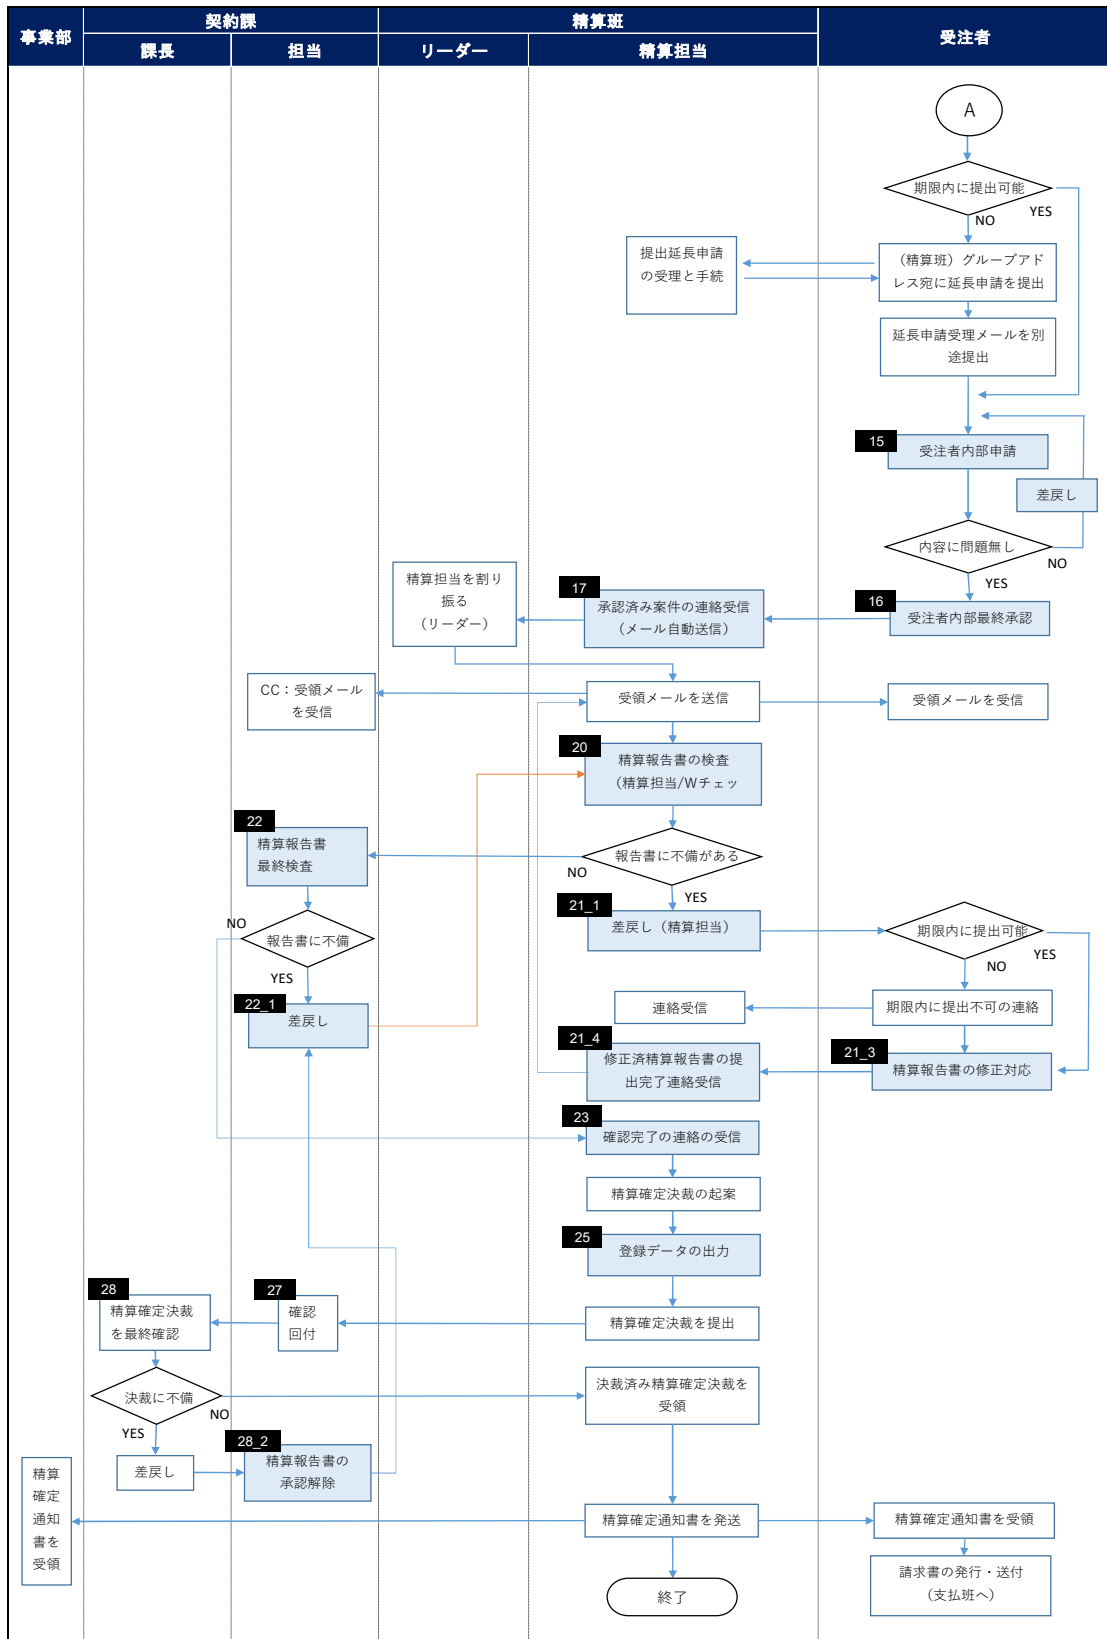 事業部
契約課
精算班
受注者
課長
担当
リーダー
精算担当
A
期限内に提出可能
YES
NO
提出延長申請
の受理と手続
（精算班）グループアド
レス宛に延長申請を提出
延長申請受理メールを別
途提出
15
受注者内部申請
差戻し
内容に問題無し
NO
YES
精算担当を割り
振る
（リーダー）
17
承認済み案件の連絡受信
（メール自動送信）
16
受注者内部最終承認
CC：受領メール
を受信
受領メールを送信
受領メールを受信
20
精算報告書の検査
（精算担当/Wチェッ
22
精算報告書
最終検査
報告書に不備がある
NO
YES
21_1
差戻し（精算担当）
期限内に提出可能
YES
NO
NO
報告書に不備
YES
22_1
差戻し
連絡受信
期限内に提出不可の連絡
21_4
修正済精算報告書の提
出完了連絡受信
21_3
精算報告書の修正対応
23
確認完了の連絡の受信
精算確定決裁の起案
25
登録データの出力
28
精算確定決裁
を最終確認
27
確認
回付
精算確定決裁を提出
決裁に不備
NO
YES
決裁済み精算確定決裁を
受領
差戻し
28_2
精算報告書の
承認解除
精算
確定
通知
書を
受領
精算確定通知書を発送
精算確定通知書を受領
請求書の発行・送付
（支払班へ）
終了